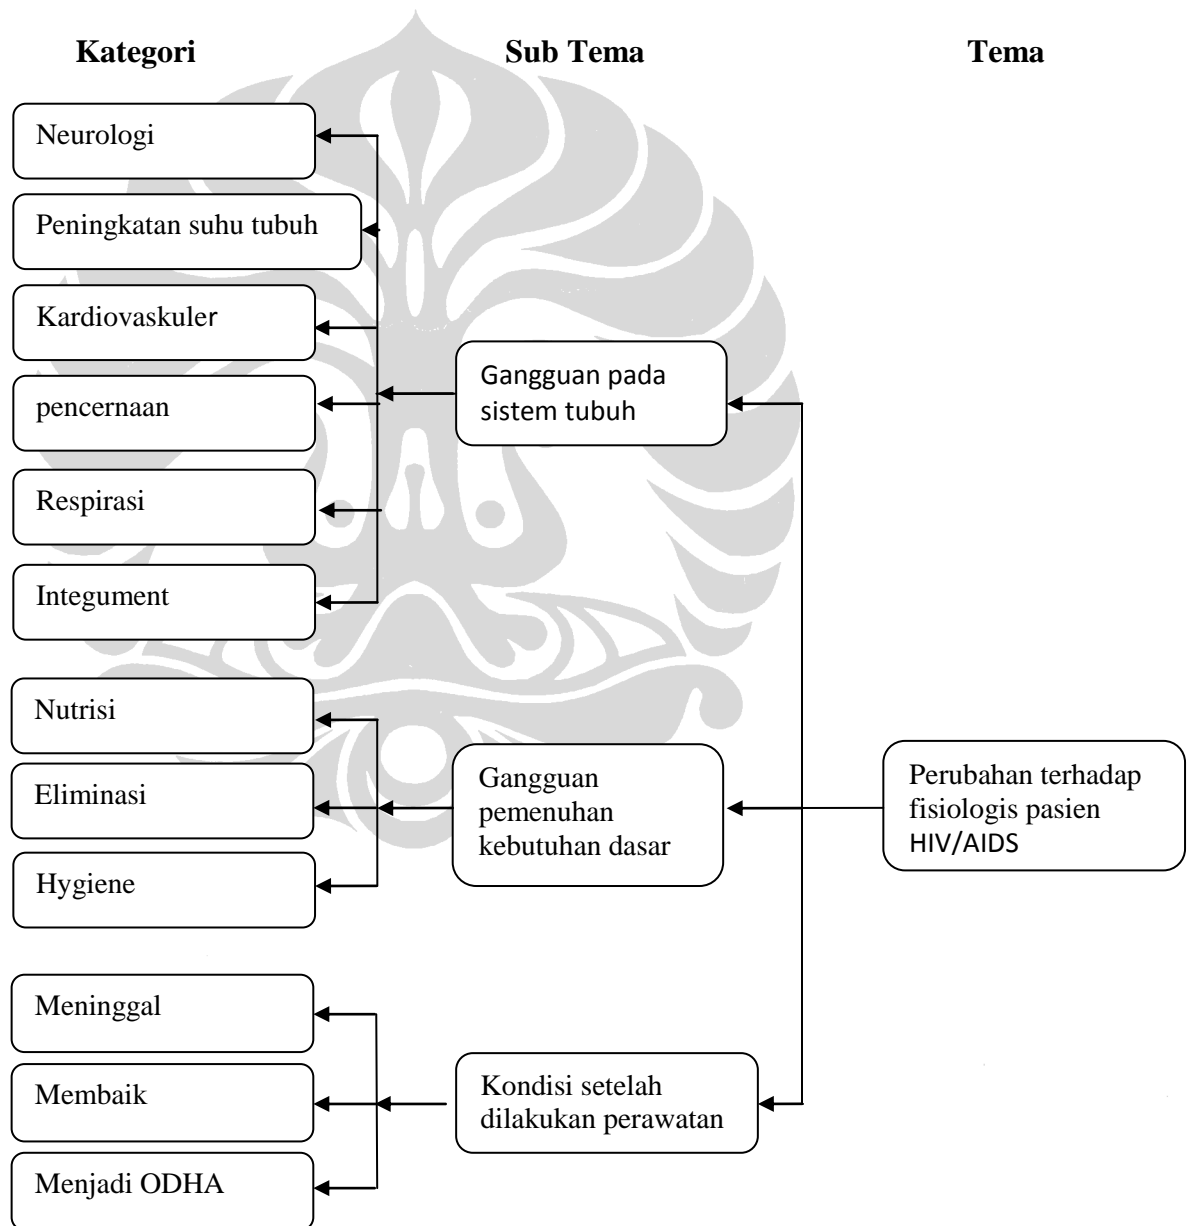 Kategori
Sub Tema
Tema
Neurologi
Peningkatan suhu tubuh
Kardiovaskuler
pencernaan
Respirasi
Integument
Gangguan pada
sistem tubuh
Nutrisi
Eliminasi
Hygiene
Gangguan
pemenuhan
kebutuhan dasar
Perubahan terhadap
fisiologis pasien
HIV/AIDS
Meninggal
Membaik
Menjadi ODHA
Kondisi setelah
dilakukan perawatan